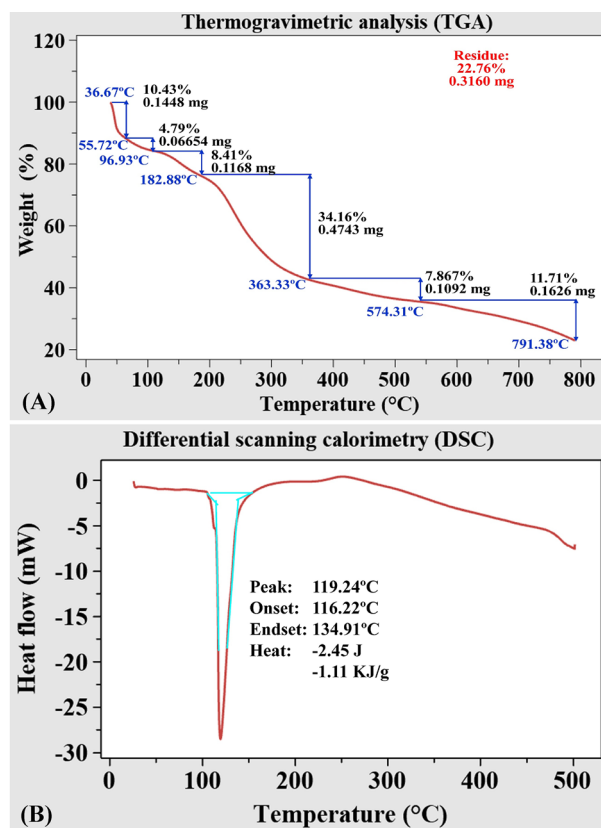 Thermogravimetric analysis (TGA)
120
100
80
60
40
20
Weight (%)
Residue:
22.76%
0.3160 mg
36.67ºC
10.43%
0.1448 mg
55.72ºC
4.79%
0.06654 mg
96.93ºC
8.41%
0.1168 mg
182.88ºC
34.16%
0.4743 mg
363.33ºC
7.867%
0.1092 mg
574.31ºC
11.71%
0.1626 mg
791.38ºC
0 100 200 300 400 500 600 700 800
Temperature (°C)
(A)
Differential scanning calorimetry (DSC)
0
-5
-10
-15
-20
-25
-30
Heat flow (mW)
Peak: 119.24ºC
Onset: 116.22ºC
Endset: 134.91ºC
Heat: -2.45 J
-1.11 KJ/g
0 100 200 300 400 500
Temperature (°C)
(B)